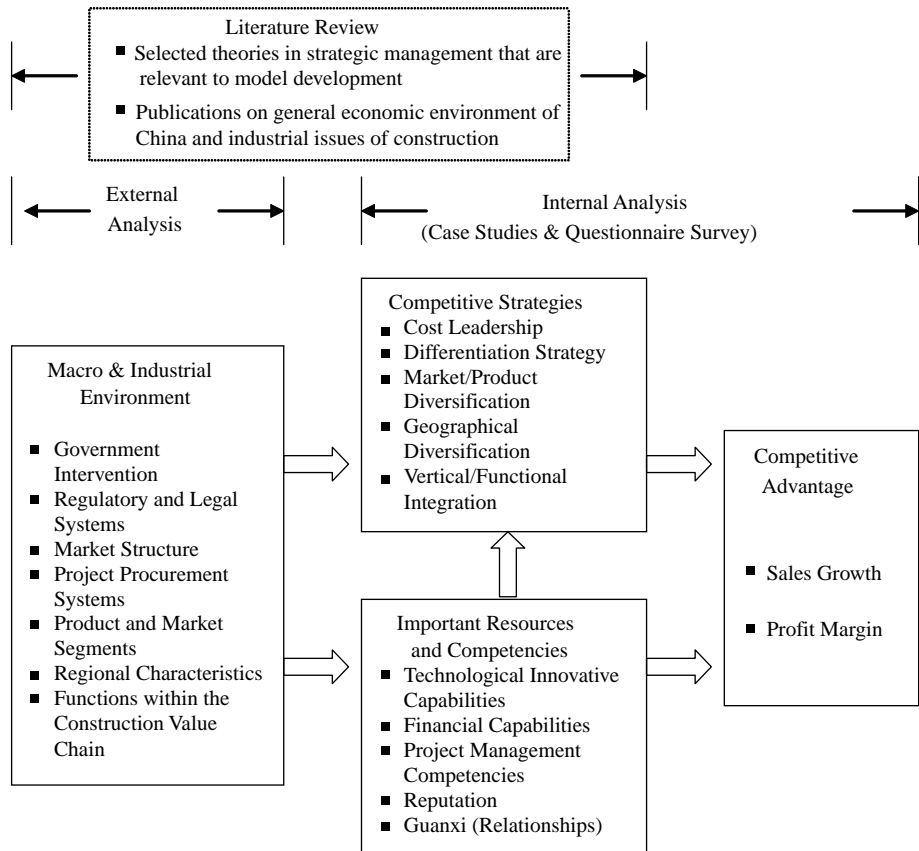 Literature Review
▪ Selected theories in strategic management that are
relevant to model development
▪ Publications on general economic environment of
China and industrial issues of construction
External
Analysis
Internal Analysis
(Case Studies & Questionnaire Survey)
Macro & Industrial
Environment
▪ Government
Intervention
▪ Regulatory and Legal
Systems
▪ Market Structure
▪ Project Procurement
Systems
▪ Product and Market
Segments
▪ Regional Characteristics
▪ Functions within the
Construction Value
Chain
Competitive Strategies
▪ Cost Leadership
▪ Differentiation Strategy
▪ Market/Product
Diversification
▪ Geographical
Diversification
▪ Vertical/Functional
Integration
Important Resources
and Competencies
▪ Technological Innovative
Capabilities
▪ Financial Capabilities
▪ Project Management
Competencies
▪ Reputation
▪ Guanxi (Relationships)
Competitive
Advantage
▪ Sales Growth
▪ Profit Margin